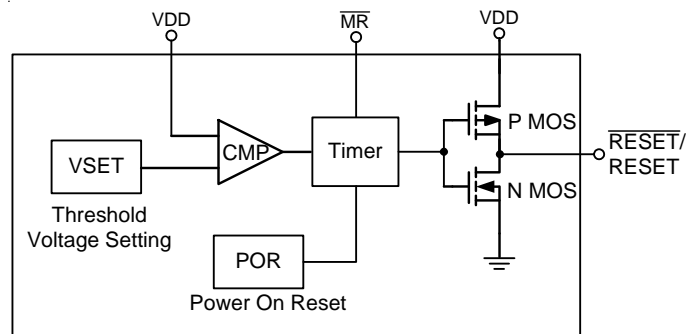 VDD
MR
VDD
VSET
Threshold
Voltage Setting
CMP
Timer
POR
Power On Reset
P MOS
N MOS
RESET/
RESET